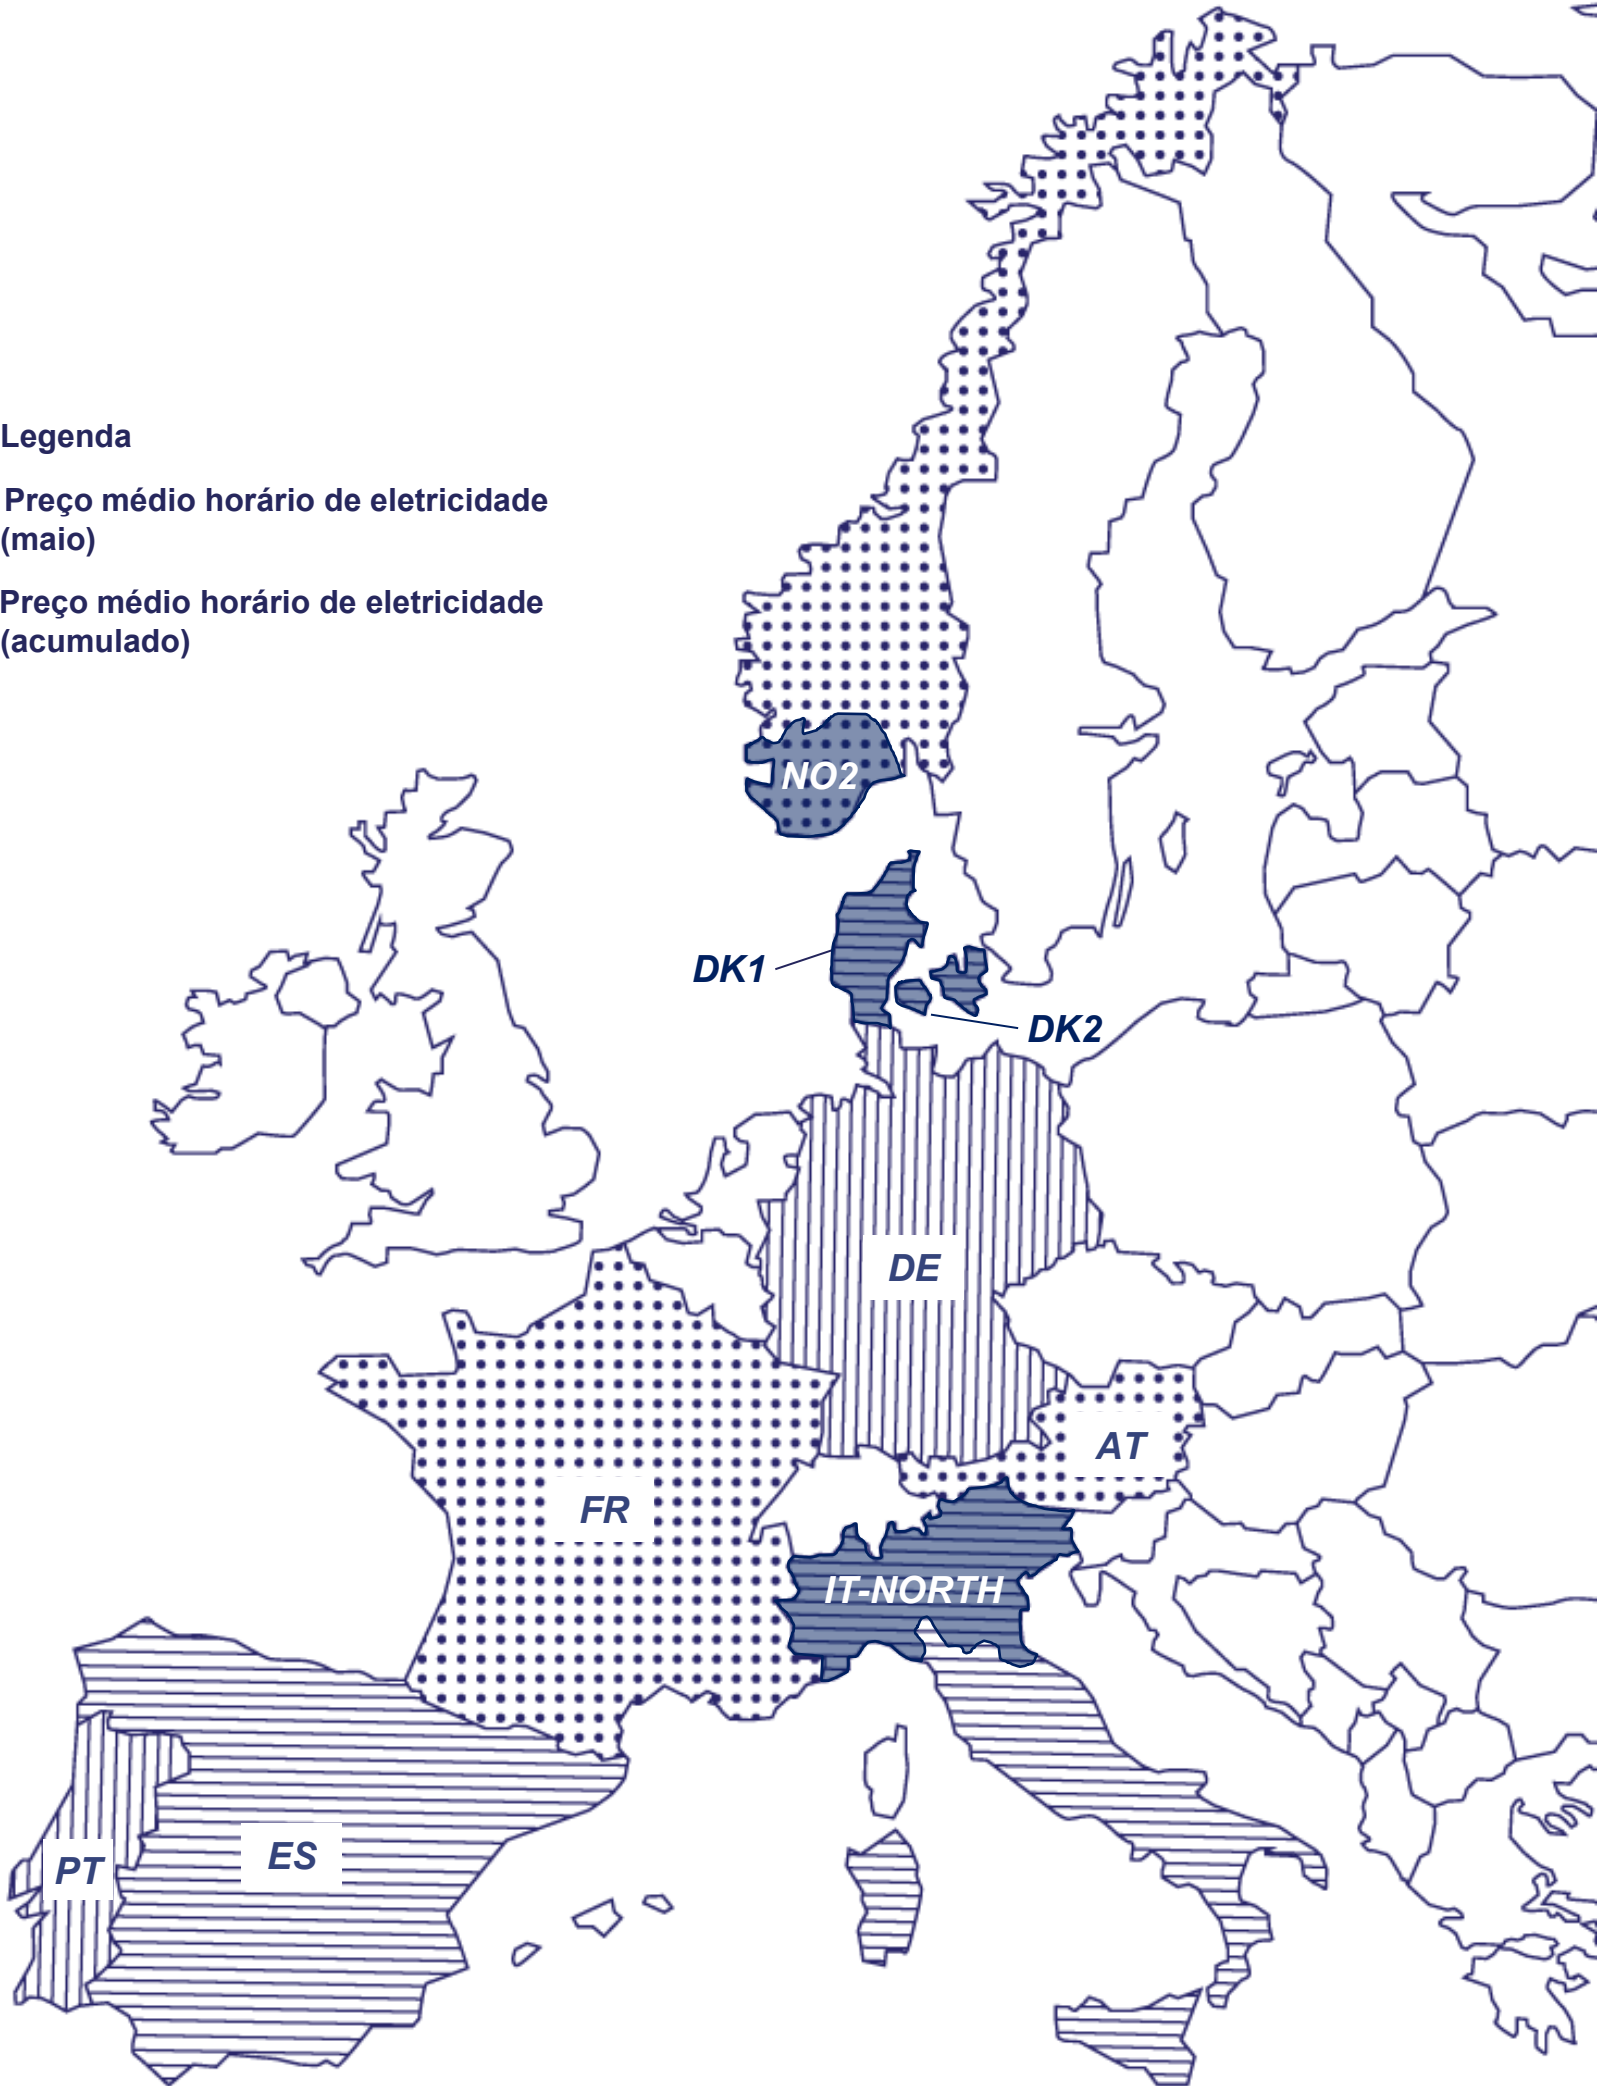 Legenda
Preço médio horário de eletricidade
(maio)
Preço médio horário de eletricidade
(acumulado)
NO2
DK1
DK2
DE
AT
FR
IT-NORTH
ES
PT